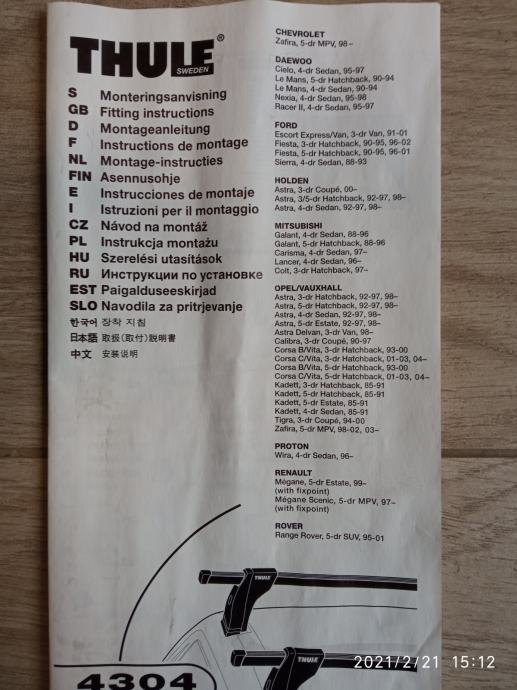 THULE®
SWEDEN
S Monteringsanvisning
GB Fitting instructions
D Montageanleitung
F Instructions de montage
NL Montage-instructies
FIN Asennusohje
E Instrucciones de montaje
I Istruzioni per il montaggio
CZ Návod na montáž
PL Instrukcja montażu
HU Szerelési utasítások
RU Инструкции по установке
EST Paigalduseeskirjad
SLO Navodila za pritrjevanje
한국어 장착 지침
日本語 取扱(取付)説明書
中文 安装说明
CHEVROLET
Zafira, 5-dr MPV, 98–
DAEWOO
Cielo, 4-dr Sedan, 95-97
Le Mans, 5-dr Hatchback, 90-94
Le Mans, 4-dr Sedan, 90-94
Nexia, 4-dr Sedan, 95-98
Racer II, 4-dr Sedan, 95-97
FORD
Escort Express/Van, 3-dr Van, 91-01
Fiesta, 3-dr Hatchback, 90-95, 96-02
Fiesta, 5-dr Hatchback, 90-95, 96-01
Sierra, 4-dr Sedan, 88-93
HOLDEN
Astra, 3-dr Coupé, 00–
Astra, 3/5-dr Hatchback, 92-97, 98–
Astra, 4-dr Sedan, 92-97, 98–
MITSUBISHI
Galant, 4-dr Sedan, 88-96
Galant, 5-dr Hatchback, 88-96
Carisma, 4-dr Sedan, 97–
Lancer, 4-dr Sedan, 96–
Colt, 3-dr Hatchback, 97–
OPEL/VAUXHALL
Astra, 3-dr Hatchback, 92-97, 98–
Astra, 5-dr Hatchback, 92-97, 98–
Astra, 4-dr Sedan, 92-97, 98–
Astra, 5-dr Estate, 92-97, 98–
Astra Delvan, 3-dr Van, 98–
Calibra, 3-dr Coupé, 90-97
Corsa B/Vita, 3-dr Hatchback, 93-00
Corsa C/Vita, 3-dr Hatchback, 01-03, 04–
Corsa B/Vita, 5-dr Hatchback, 93-00
Corsa C/Vita, 5-dr Hatchback, 01-03, 04–
Kadett, 3-dr Hatchback, 85-91
Kadett, 5-dr Hatchback, 85-91
Kadett, 5-dr Estate, 85-91
Kadett, 4-dr Sedan, 85-91
Tigra, 3-dr Coupé, 94-00
Zafira, 5-dr MPV, 98-02, 03–
PROTON
Wira, 4-dr Sedan, 96–
RENAULT
Mégane, 5-dr Estate, 99–
(with fixpoint)
Mégane Scenic, 5-dr MPV, 97–
(with fixpoint)
ROVER
Range Rover, 5-dr SUV, 95-01
THULE
THULE
4304
2021/2/21 15:12